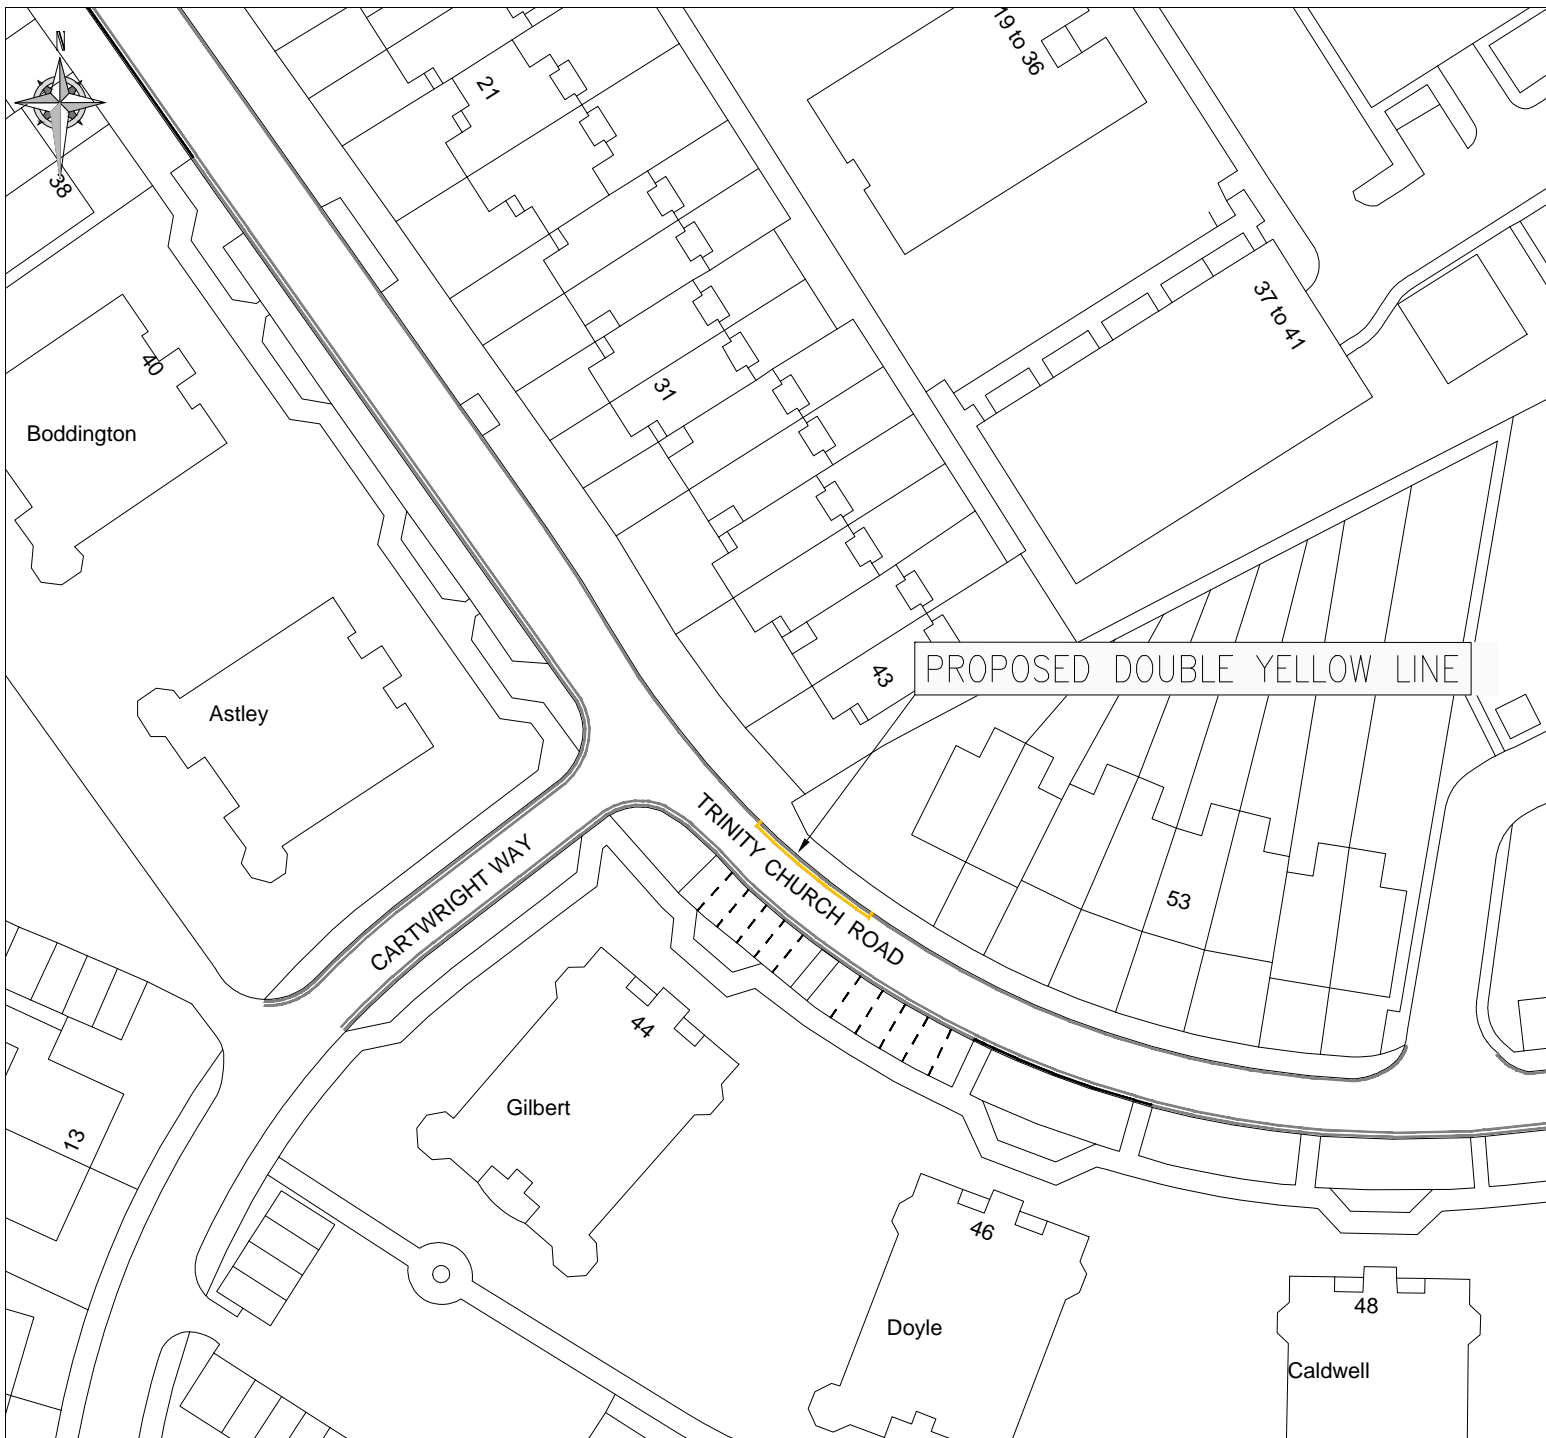 N
19 to 36
21
38
37 to 41
40
31
Boddington
43
PROPOSED DOUBLE YELLOW LINE
Astley
TRINITY CHURCH ROAD
CARTWRIGHT WAY
53
44
Gilbert
13
46
48
Doyle
Caldwell